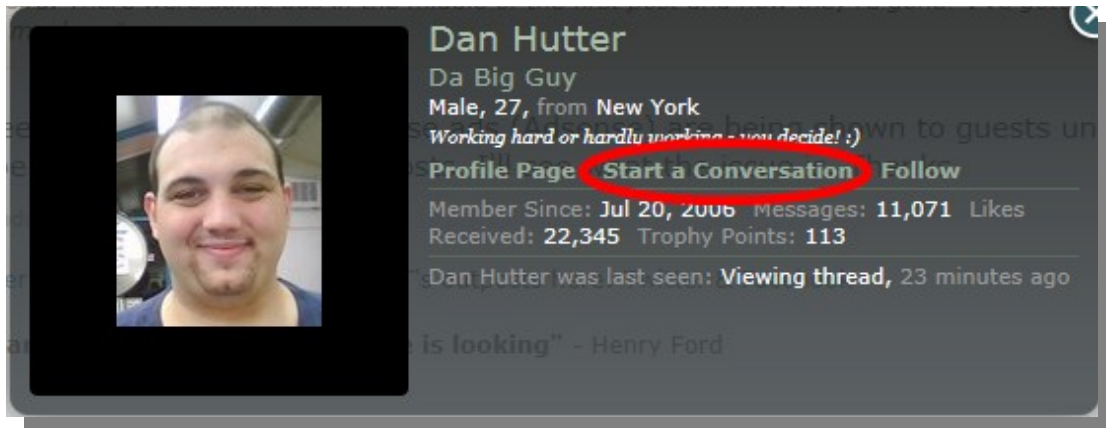 Dan Hutter
Da Big Guy
Male, 27, from New York
Working hard or hardly working - you decide! :)
Profile Page Start a Conversation Follow
Member Since: Jul 20, 2006 Messages: 11,071 Likes
Received: 22,345 Trophy Points: 113
Dan Hutter was last seen: Viewing thread, 23 minutes ago
is looking" - Henry Ford